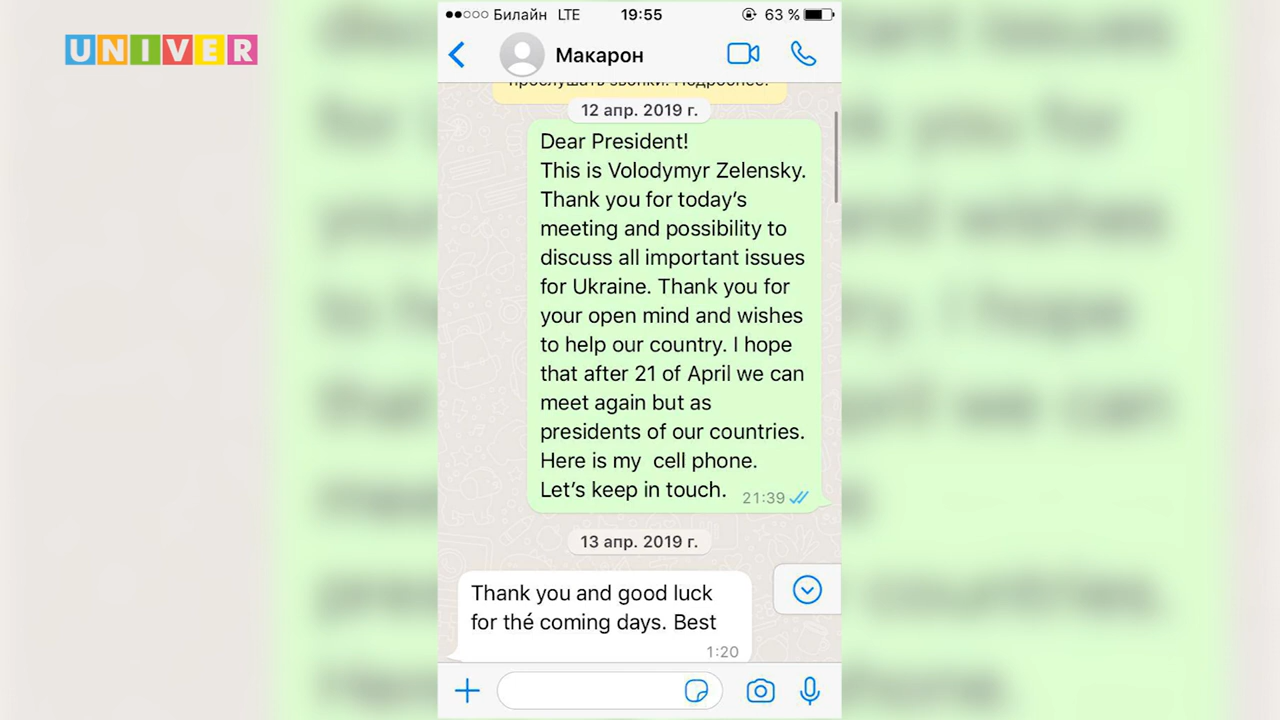 UNIVER
Билайн LTE 19:55 63 %
Макарон
прослушать звонки. Подробнее.
12 апр. 2019 г.
Dear President!
This is Volodymyr Zelensky.
Thank you for today’s
meeting and possibility to
discuss all important issues
for Ukraine. Thank you for
your open mind and wishes
to help our country. I hope
that after 21 of April we can
meet again but as
presidents of our countries.
Here is my cell phone.
Let’s keep in touch. 21:39
13 апр. 2019 г.
Thank you and good luck
for thé coming days. Best
1:20